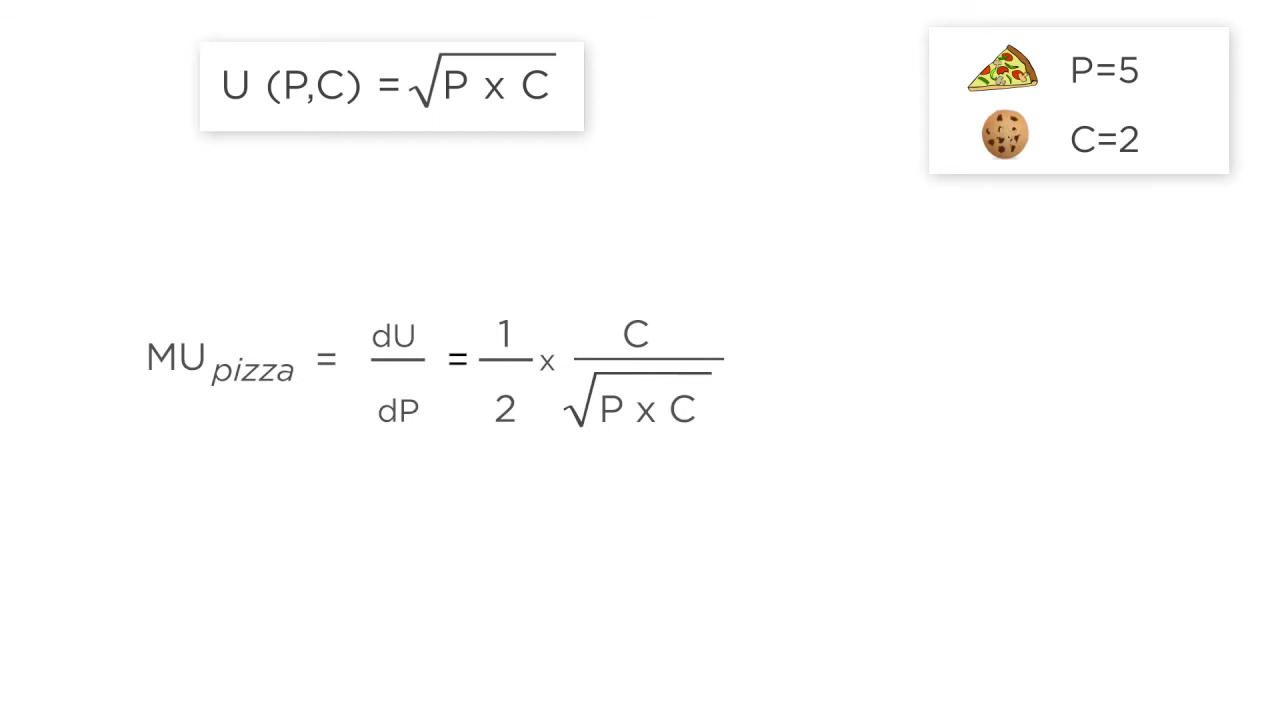 U (P,C) = √P x C
P=5
C=2
MU pizza = dU/dP = 1/2 x C/√P x C